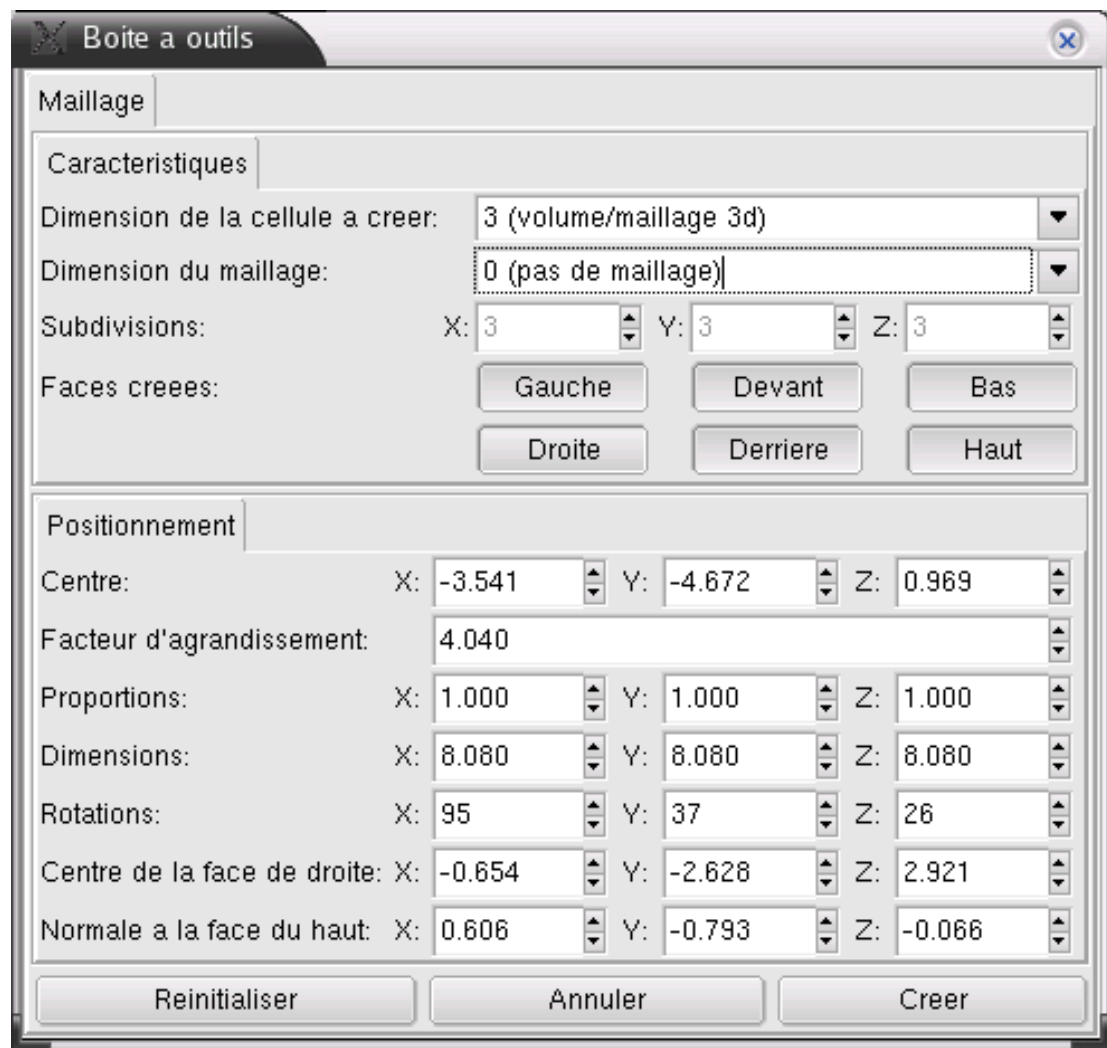 Boite a outils
Maillage
Caracteristiques
Dimension de la cellule a creer: 3 (volume/maillage 3d)
Dimension du maillage: 0 (pas de maillage)
Subdivisions: X: 3 Y: 3 Z: 3
Faces creees: Gauche Devant Bas
Droite Derriere Haut
Positionnement
Centre: X: -3.541 Y: -4.672 Z: 0.969
Facteur d'agrandissement: 4.040
Proportions: X: 1.000 Y: 1.000 Z: 1.000
Dimensions: X: 8.080 Y: 8.080 Z: 8.080
Rotations: X: 95 Y: 37 Z: 26
Centre de la face de droite: X: -0.654 Y: -2.628 Z: 2.921
Normale a la face du haut: X: 0.606 Y: -0.793 Z: -0.066
Reinitialiser Annuler Creer